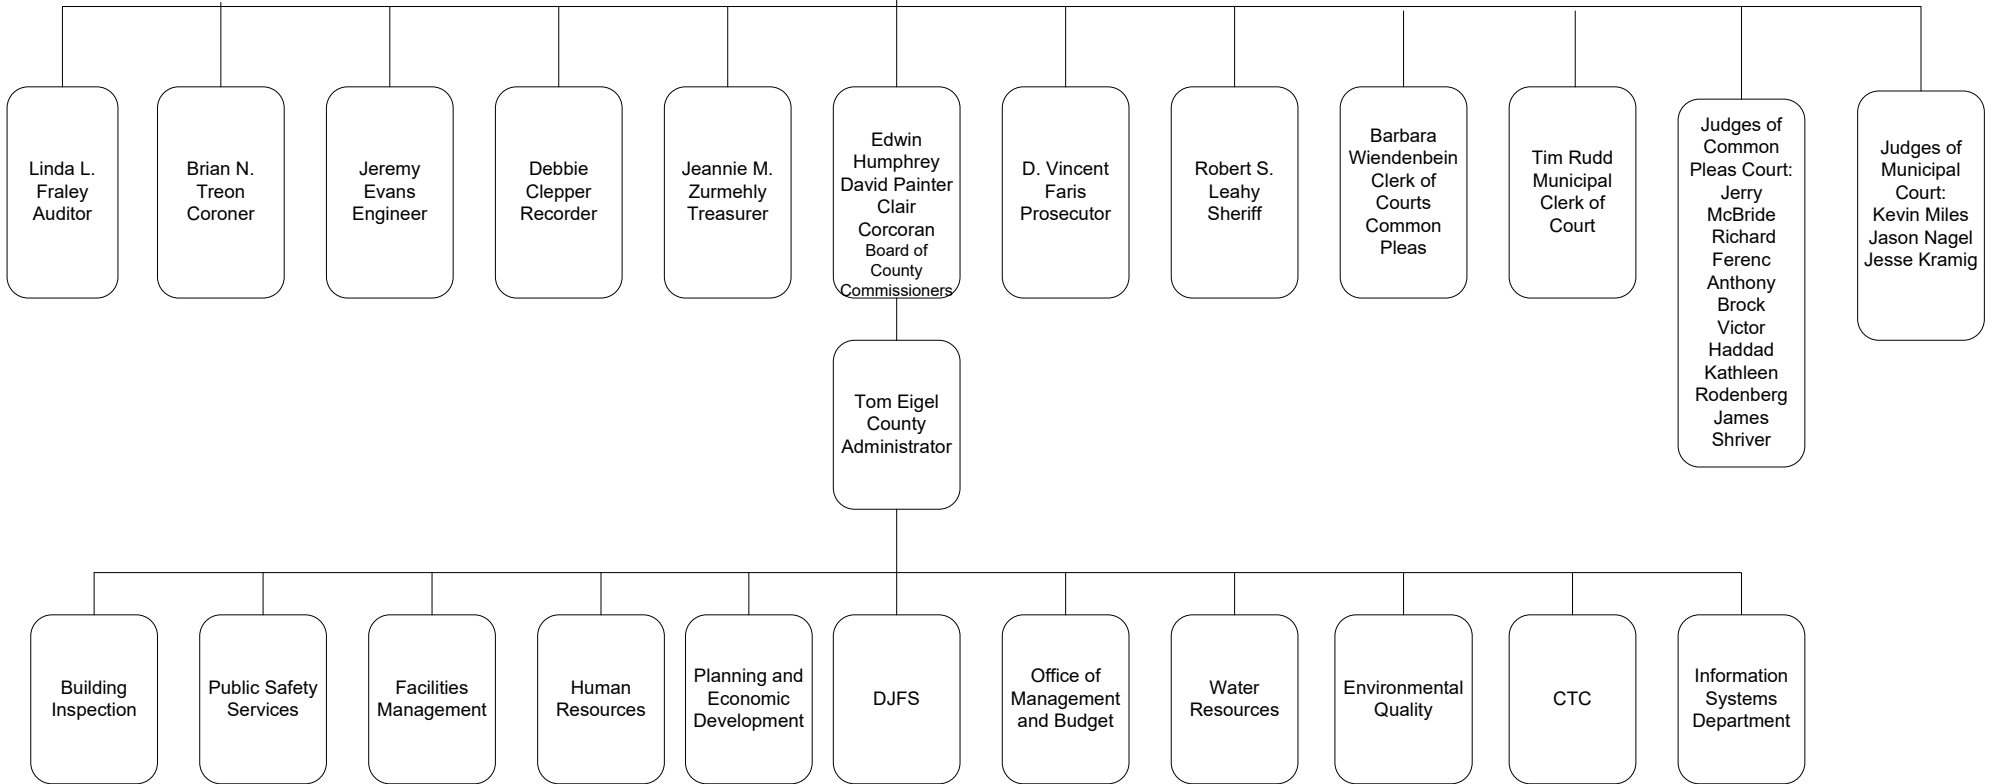 Linda L.
Fraley
Auditor
Brian N.
Treon
Coroner
Jeremy
Evans
Engineer
Debbie
Clepper
Recorder
Jeannie M.
Zurmehly
Treasurer
Edwin
Humphrey
David Painter
Clair
Corcoran
Board of
County
Commissioners
D. Vincent
Faris
Prosecutor
Robert S.
Leahy
Sheriff
Barbara
Wiendenbein
Clerk of
Courts
Common
Pleas
Tim Rudd
Municipal
Clerk of
Court
Judges of
Common
Pleas Court:
Jerry
McBride
Richard
Ferenc
Anthony
Brock
Victor
Haddad
Kathleen
Rodenberg
James
Shriver
Judges of
Municipal
Court:
Kevin Miles
Jason Nagel
Jesse Kramig
Tom Eigel
County
Administrator
Building
Inspection
Public Safety
Services
Facilities
Management
Human
Resources
Planning and
Economic
Development
DJFS
Office of
Management
and Budget
Water
Resources
Environmental
Quality
CTC
Information
Systems
Department